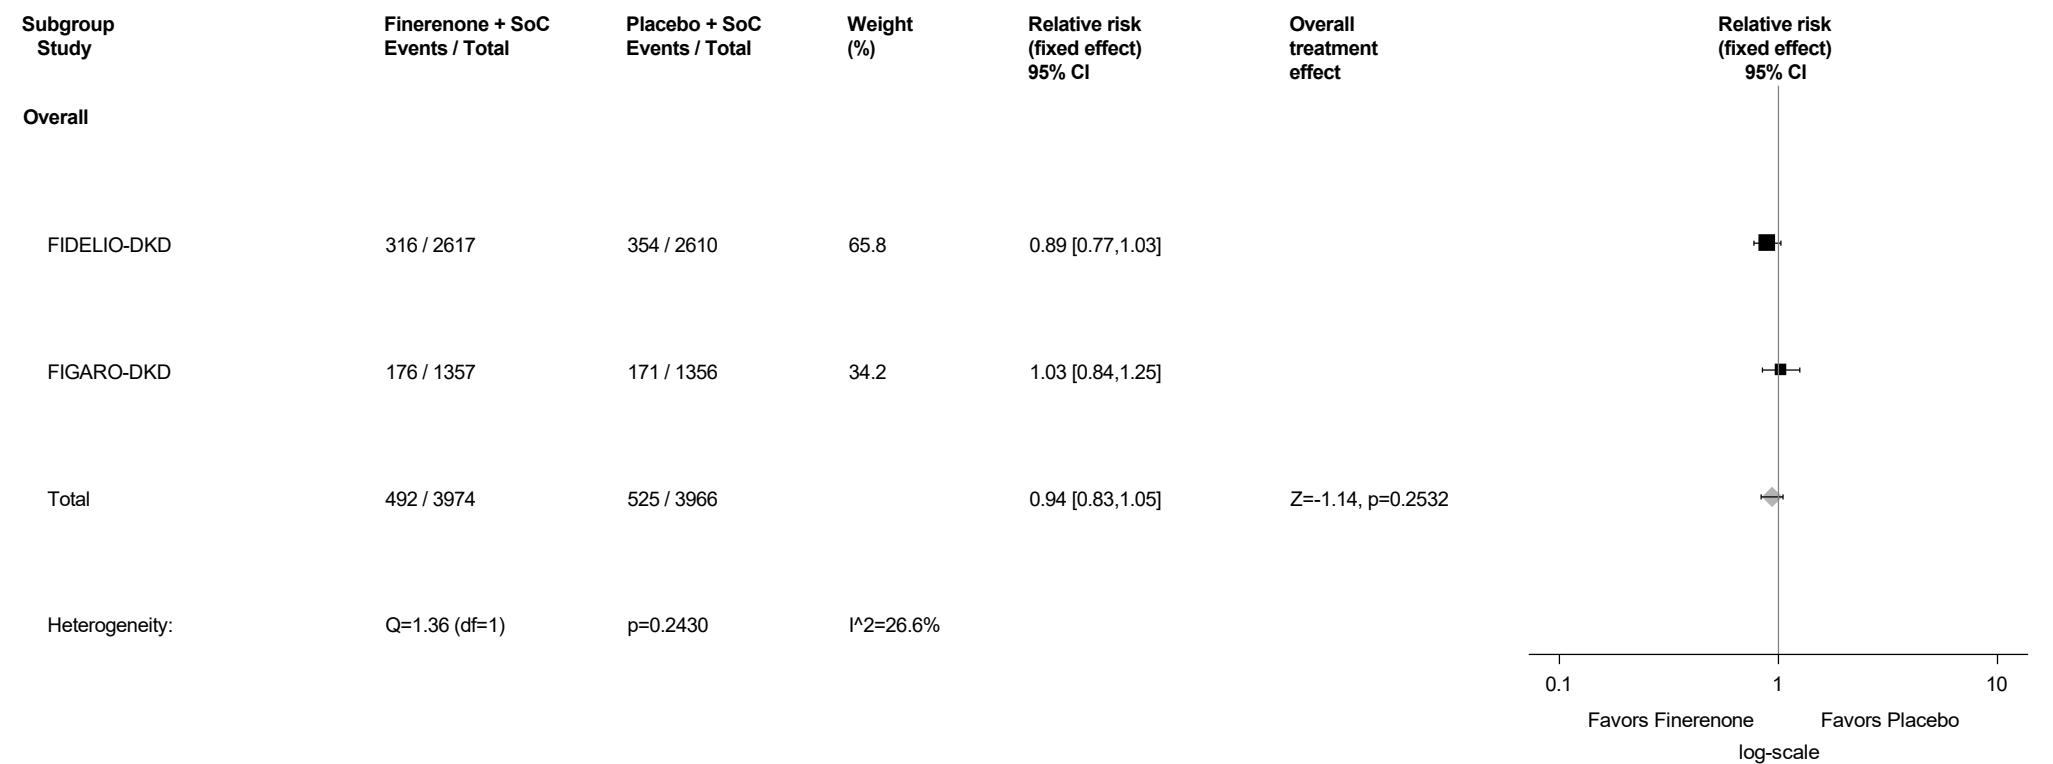 Subgroup Finerenone + SoC Placebo + SoC Weight Relative risk Overall Relative risk
Study Events / Total Events / Total (%) (fixed effect) treatment (fixed effect)
95% CI effect 95% CI
Overall
FIDELIO-DKD 316 / 2617 354 / 2610 65.8 0.89 [0.77,1.03]
FIGARO-DKD 176 / 1357 171 / 1356 34.2 1.03 [0.84,1.25]
Total 492 / 3974 525 / 3966 0.94 [0.83,1.05] Z=-1.14, p=0.2532
Heterogeneity: Q=1.36 (df=1) p=0.2430 I^2=26.6%
0.1 1 10
Favors Finerenone Favors Placebo
log-scale